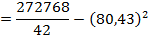 = 272768/42 − (80,43)²